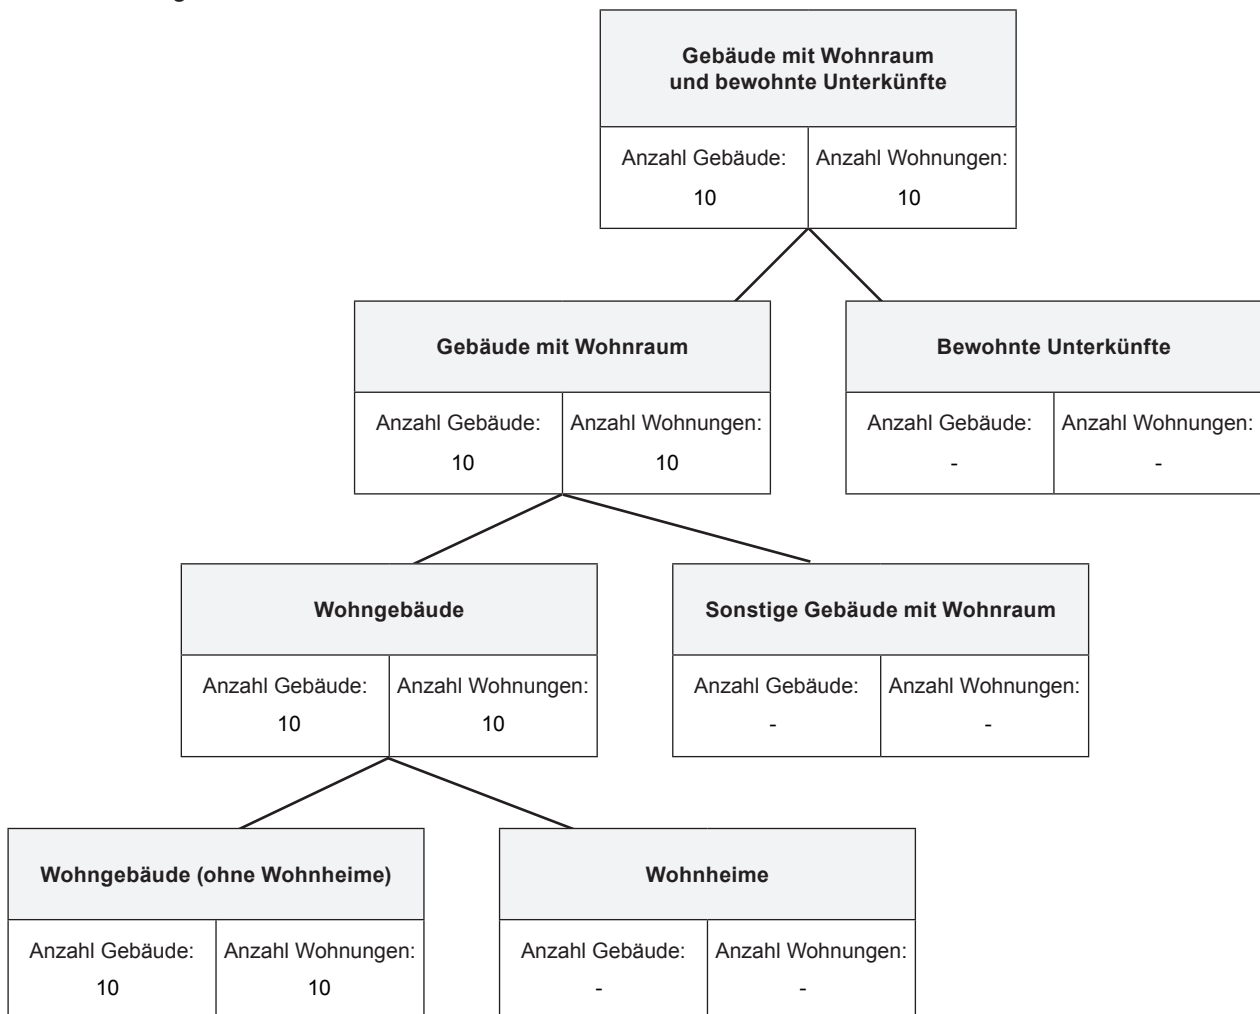 Gebäude mit Wohnraum
und bewohnte Unterkünfte
Anzahl Gebäude: Anzahl Wohnungen:
10 10
Gebäude mit Wohnraum Bewohnte Unterkünfte
Anzahl Gebäude: Anzahl Wohnungen: Anzahl Gebäude: Anzahl Wohnungen:
10 10 - -
Wohngebäude Sonstige Gebäude mit Wohnraum
Anzahl Gebäude: Anzahl Wohnungen: Anzahl Gebäude: Anzahl Wohnungen:
10 10 - -
Wohngebäude (ohne Wohnheime) Wohnheime
Anzahl Gebäude: Anzahl Wohnungen: Anzahl Gebäude: Anzahl Wohnungen:
10 10 - -